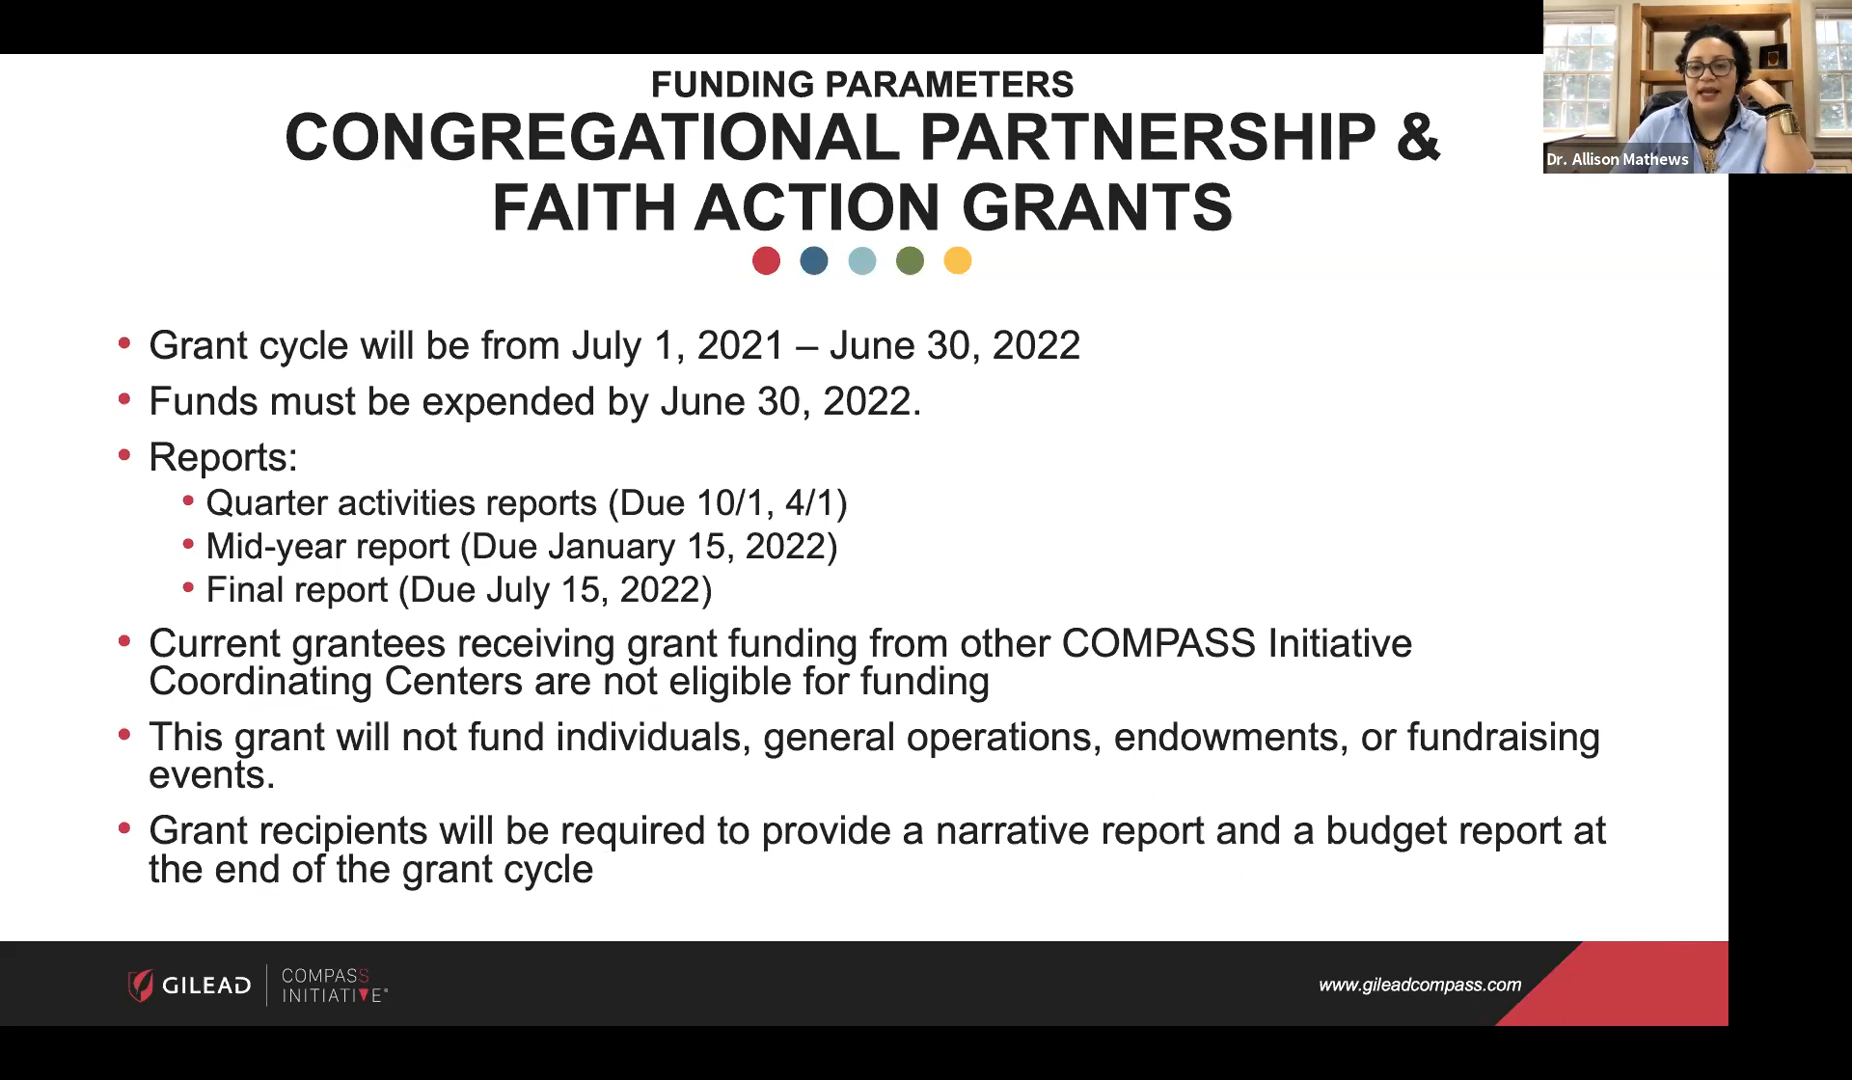 FUNDING PARAMETERS
CONGREGATIONAL PARTNERSHIP &
FAITH ACTION GRANTS
Dr. Allison Mathews
• Grant cycle will be from July 1, 2021 – June 30, 2022
• Funds must be expended by June 30, 2022.
• Reports:
• Quarter activities reports (Due 10/1, 4/1)
• Mid-year report (Due January 15, 2022)
• Final report (Due July 15, 2022)
• Current grantees receiving grant funding from other COMPASS Initiative
Coordinating Centers are not eligible for funding
• This grant will not fund individuals, general operations, endowments, or fundraising
events.
• Grant recipients will be required to provide a narrative report and a budget report at
the end of the grant cycle
GILEAD
COMPASS
INITIATIVE®
www.gileadcompass.com